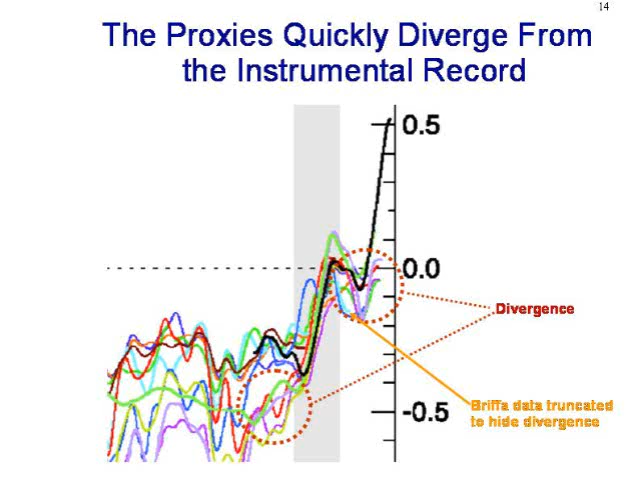 14
The Proxies Quickly Diverge From
the Instrumental Record
0.5
0.0
Divergence
Briffa data truncated
to hide divergence
-0.5